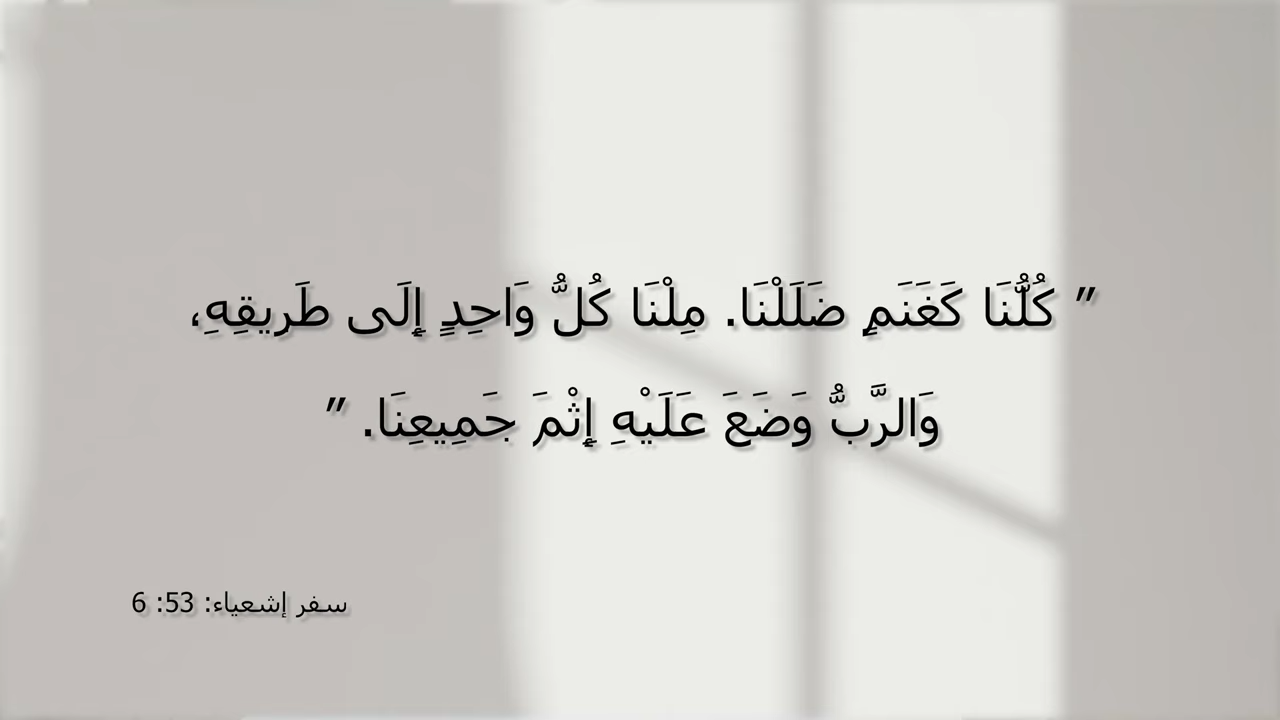 " كُلُّنَا كَغَنَمٍ ضَلَلْنَا. مِلْنَا كُلُّ وَاحِدٍ إِلَى طَرِيقِهِ،
وَالرَّبُّ وَضَعَ عَلَيْهِ إِثْمَ جَمِيعِنَا. "
سفر إشعياء: 53: 6